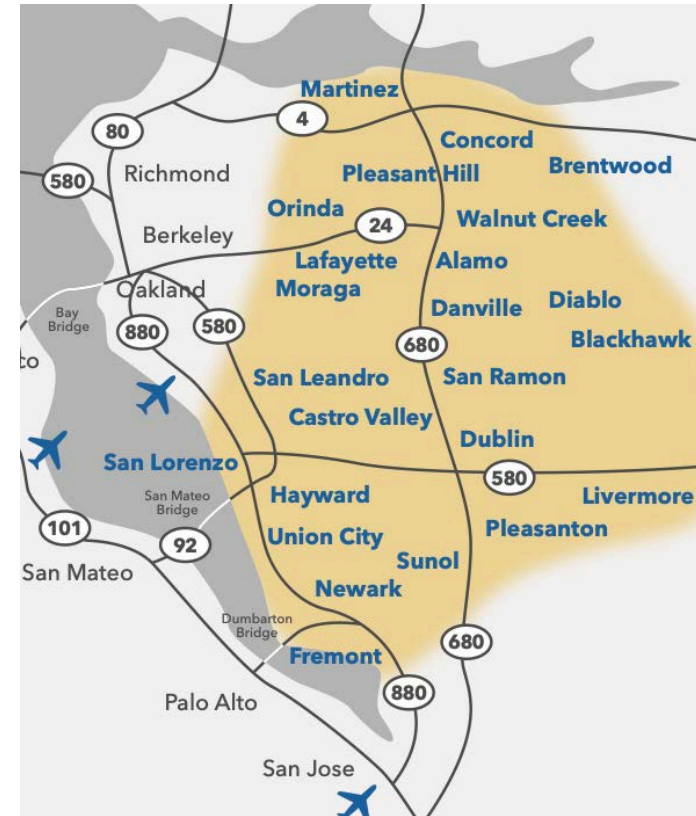 Martinez
4
80
Concord
Brentwood
Pleasant Hill
Richmond
580
Orinda
24
Walnut Creek
Berkeley
Lafayette
Alamo
Moraga
Oakland
Danville
Diablo
Bay
Bridge
880
580
Blackhawk
680
to
San Leandro
San Ramon
Castro Valley
Dublin
San Lorenzo
580
Hayward
Livermore
San Mateo
Bridge
101
Union City
Pleasanton
92
Sunol
San Mateo
Newark
Dumbarton
Bridge
680
Fremont
880
Palo Alto
San Jose